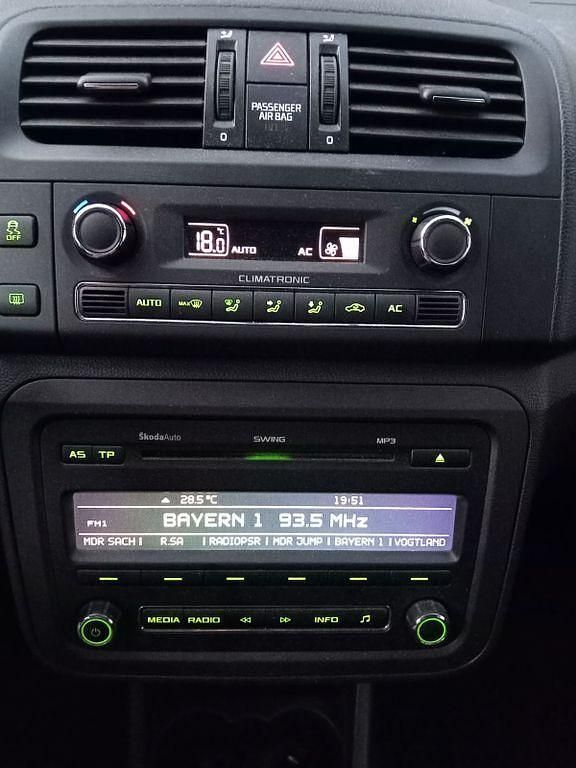 PASSENGER
AIR BAG
0 0
OFF
18.0 °C AUTO AC
CLIMATRONIC
AUTO MAX AC
ŠkodaAuto SWING MP3
AS TP
28.5°C 19:51
FM1 BAYERN 1 93.5 MHz
MDR SACH | R.SA | RADIOPSR | MDR JUMP | BAYERN 1 | VOGTLAND
MEDIA RADIO INFO